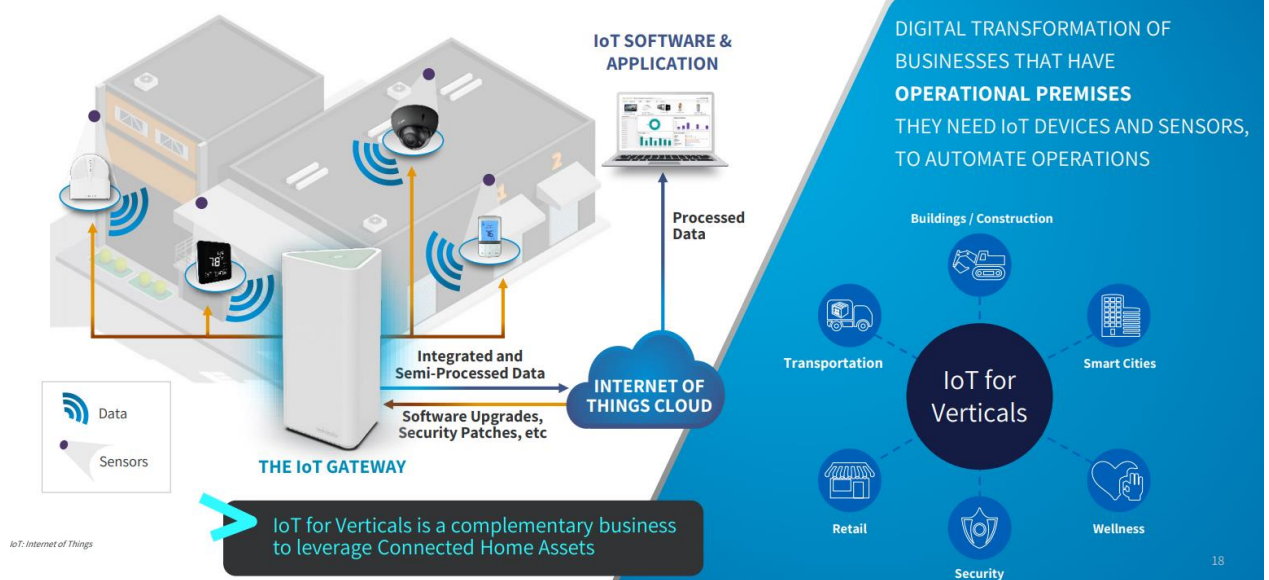 IoT SOFTWARE &
APPLICATION
DIGITAL TRANSFORMATION OF
BUSINESSES THAT HAVE
OPERATIONAL PREMISES
THEY NEED IoT DEVICES AND SENSORS,
TO AUTOMATE OPERATIONS
2
1
78°
Processed
Data
Integrated and
Semi-Processed Data
INTERNET OF
THINGS CLOUD
Software Upgrades,
Security Patches, etc
THE IoT GATEWAY
Data
Sensors
Buildings / Construction
Transportation
Smart Cities
IoT for
Verticals
Retail
Wellness
Security
IoT for Verticals is a complementary business
to leverage Connected Home Assets
IoT: Internet of Things
18